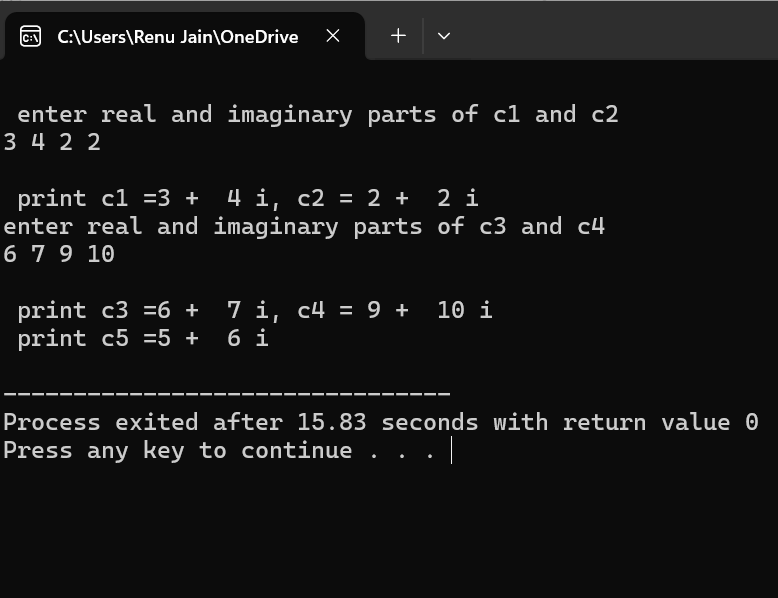 C:\Users\Renu Jain\OneDrive
enter real and imaginary parts of c1 and c2
3 4 2 2
print c1 =3 +  4 i, c2 = 2 +  2 i
enter real and imaginary parts of c3 and c4
6 7 9 10
print c3 =6 +  7 i, c4 = 9 +  10 i
print c5 =5 +  6 i
--------------------------------
Process exited after 15.83 seconds with return value 0
Press any key to continue . . .